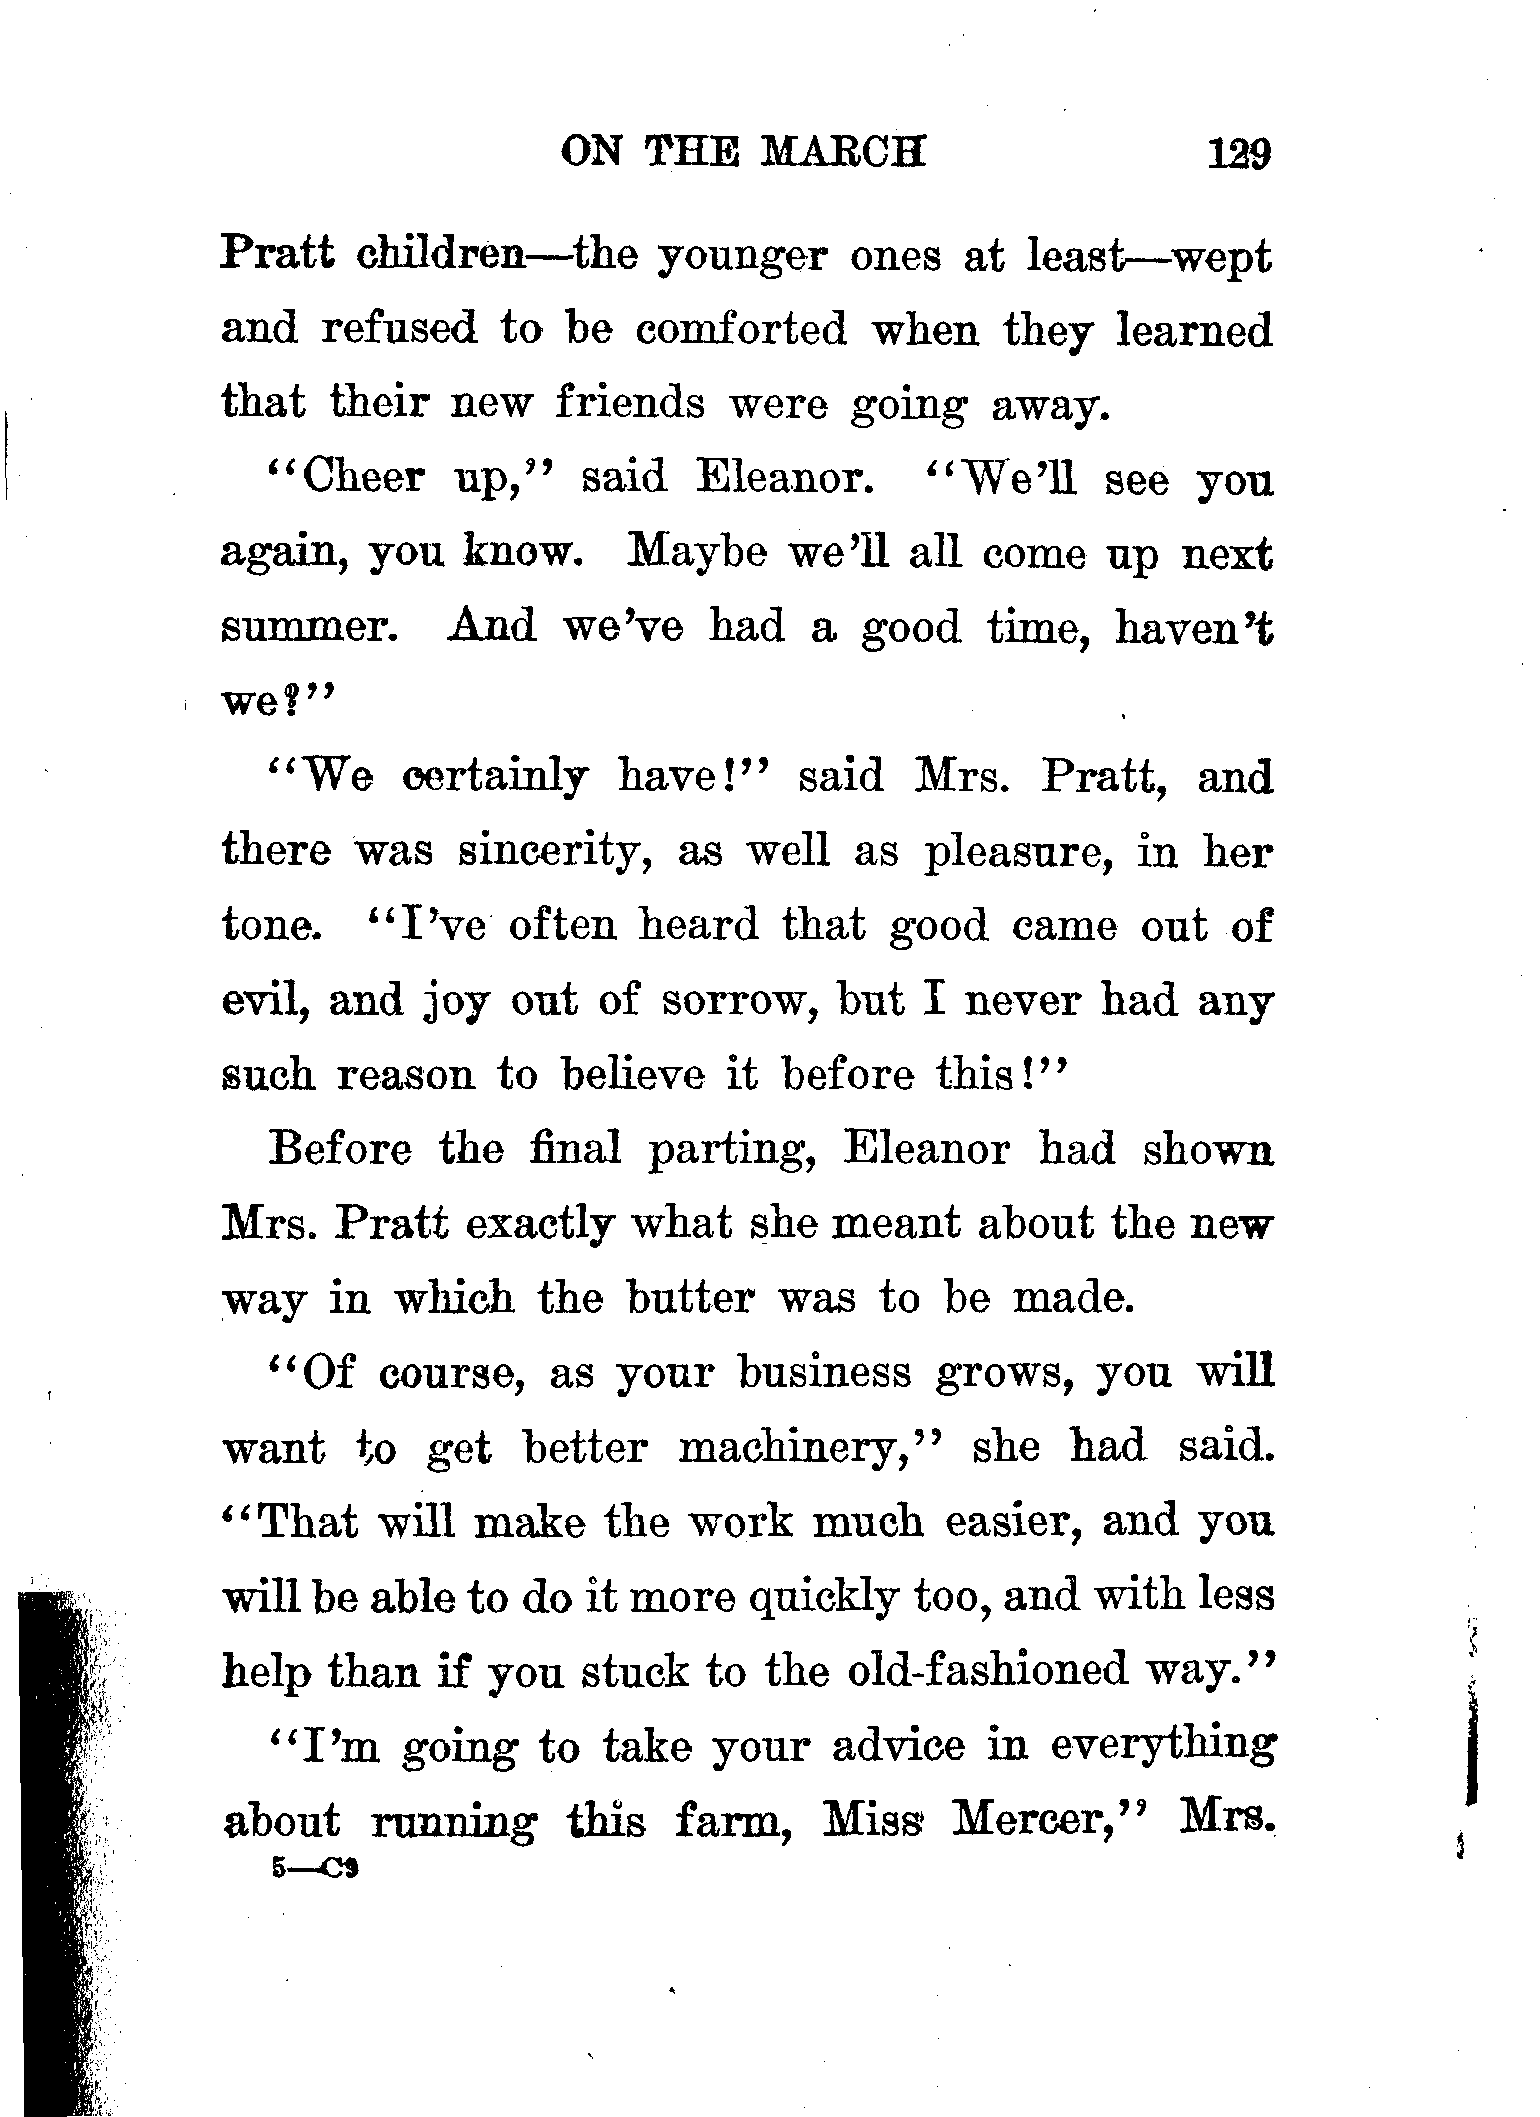 ON THE MARCH 129
Pratt children—the younger ones at least—wept
and refused to be comforted when they learned
that their new friends were going away.
"Cheer up," said Eleanor. "We'll see you
again, you know. Maybe we'll all come up next
summer. And we've had a good time, haven't
we?"
"We certainly have!" said Mrs. Pratt, and
there was sincerity, as well as pleasure, in her
tone. "I've often heard that good came out of
evil, and joy out of sorrow, but I never had any
such reason to believe it before this!"
Before the final parting, Eleanor had shown
Mrs. Pratt exactly what she meant about the new
way in which the butter was to be made.
"Of course, as your business grows, you will
want to get better machinery," she had said.
"That will make the work much easier, and you
will be able to do it more quickly too, and with less
help than if you stuck to the old-fashioned way."
"I'm going to take your advice in everything
about running this farm, Miss Mercer," Mrs.
5—C9